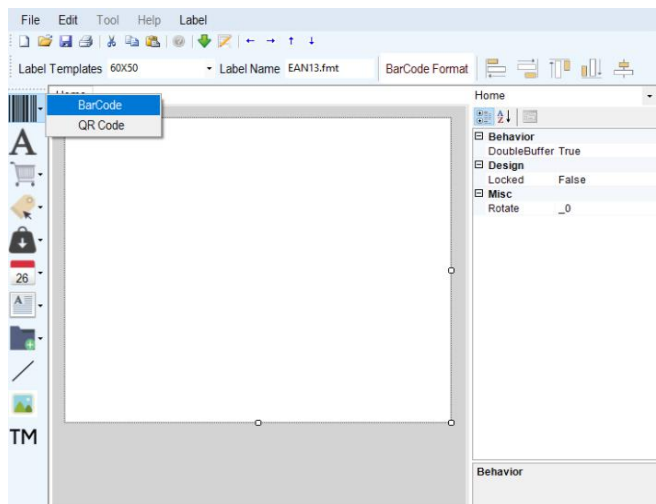 File Edit Tool Help Label
Label Templates 60X50 Label Name EAN13.fmt BarCode Format
Home
Home
BarCode
QR Code
A
26
A
TM
Behavior
DoubleBuffer True
Design
Locked False
Misc
Rotate _0
Behavior